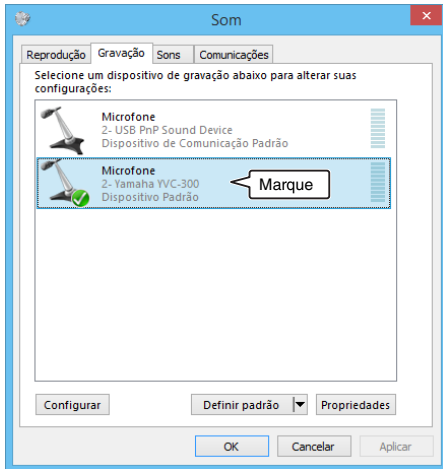 Som
Reprodução Gravação Sons Comunicações
Selecione um dispositivo de gravação abaixo para alterar suas
configurações:
Microfone
2- USB PnP Sound Device
Dispositivo de Comunicação Padrão
Microfone
2- Yamaha YVC-300
Dispositivo Padrão
Marque
Configurar Definir padrão Propriedades
OK Cancelar Aplicar